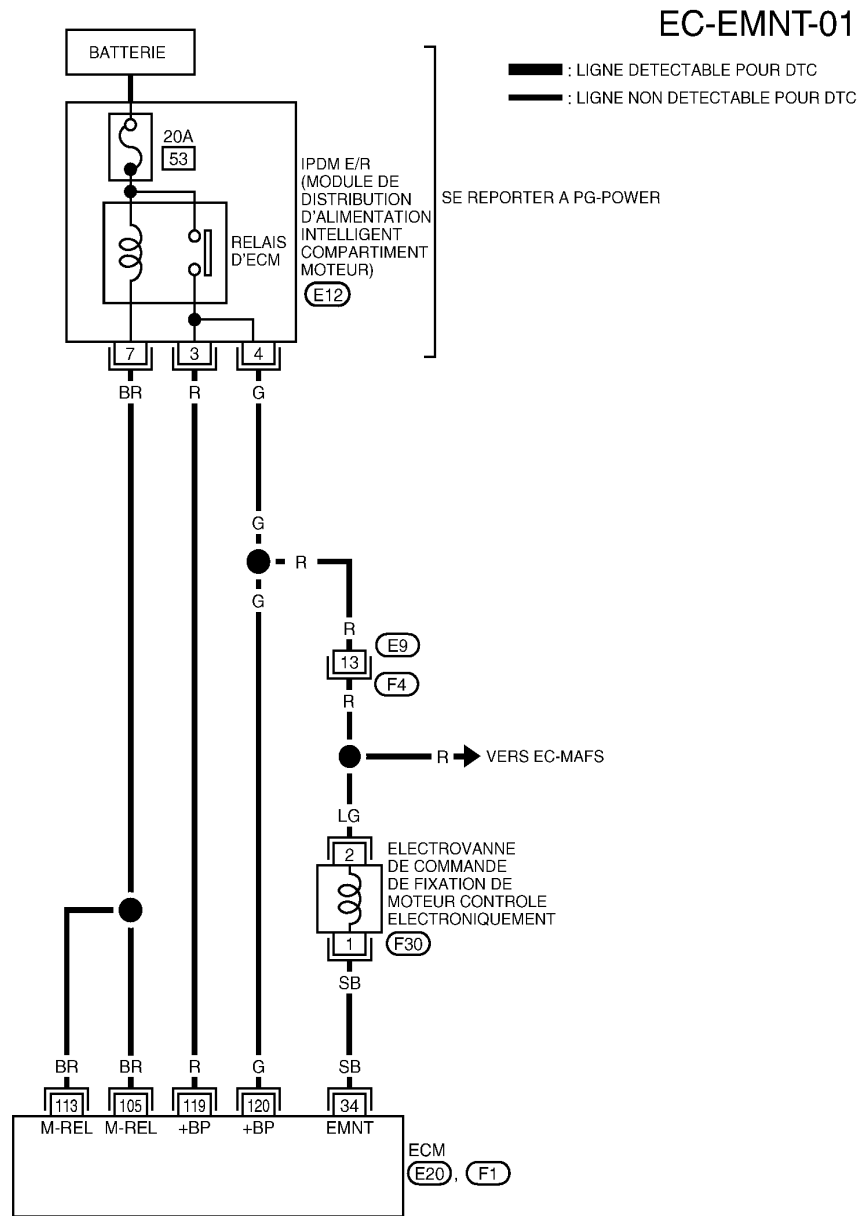 EC-EMNT-01
BATTERIE
: LIGNE DETECTABLE POUR DTC
: LIGNE NON DETECTABLE POUR DTC
20A
53
IPDM E/R
(MODULE DE
DISTRIBUTION
D'ALIMENTATION
INTELLIGENT
COMPARTIMENT
MOTEUR)
E12
SE REPORTER A PG-POWER
RELAIS
D'ECM
7 3 4
BR R G
G
R
G
R
E9
13
F4
R
R VERS EC-MAFS
LG
2
ELECTROVANNE
DE COMMANDE
DE FIXATION DE
MOTEUR CONTROLE
ELECTRONIQUEMENT
1
F30
SB
BR BR R G SB
113 105 119 120 34
M-REL M-REL +BP +BP EMNT
ECM
E20, F1